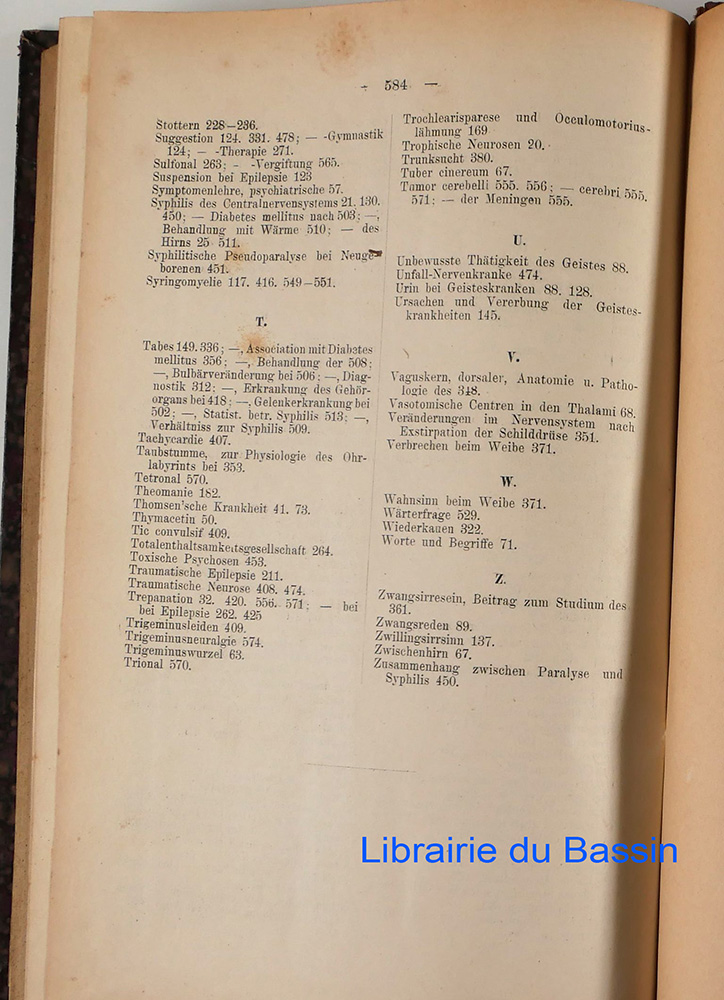 — 584 —
Stottern 228—236.
Suggestion 124. 331. 478; — -Gymnastik
124; — -Therapie 271.
Sulfonal 263; - -Vergiftung 565.
Suspension bei Epilepsie 123
Symptomenlehre, psychiatrische 57.
Syphilis des Centralnervensystems 21. 130.
450; — Diabetes mellitus nach 503; —,
Behandlung mit Wärme 510; — des
Hirns 25 511.
Syphilitische Pseudoparalyse bei Neuge-
borenen 451.
Syringomyelie 117. 416. 549—551.
T.
Tabes 149. 336; —, Association mit Diabetes
mellitus 356; —, Behandlung der 508;
—, Bulbärveränderung bei 506; —, Diag-
nostik 312; —, Erkrankung des Gehör-
organs bei 418; —, Gelenkerkrankung bei
502; —, Statist. betr. Syphilis 513; —,
Verhältniss zur Syphilis 509.
Tachycardie 407.
Taubstumme, zur Physiologie des Ohr-
labyrints bei 353.
Tetronal 570.
Theomanie 182.
Thomsen'sche Krankheit 41. 73.
Thymacetin 50.
Tic convulsif 409.
Totalenthaltsamkeitsgesellschaft 264.
Toxische Psychosen 453.
Traumatische Epilepsie 211.
Traumatische Neurose 408. 474.
Trepanation 32. 420. 556. 571; — bei
bei Epilepsie 262. 425
Trigeminusleiden 409.
Trigeminusneuralgie 574.
Trigeminuswurzel 63.
Trional 570.
Trochlearisparese und Occulomotorius-
lähmung 169
Trophische Neurosen 20.
Trunksucht 380.
Tuber cinereum 67.
Tumor cerebelli 555. 556; — cerebri 555.
571; — der Meningen 555.
U.
Unbewusste Thätigkeit des Geistes 88.
Unfall-Nervenkranke 474.
Urin bei Geisteskranken 88. 128.
Ursachen und Vererbung der Geistes-
krankheiten 145.
V.
Vaguskern, dorsaler, Anatomie u. Patho-
logie des 348.
Vasotomische Centren in den Thalami 68.
Veränderungen im Nervensystem nach
Exstirpation der Schilddrüse 351.
Verbrechen beim Weibe 371.
W.
Wahnsinn beim Weibe 371.
Wärterfrage 529.
Wiederkauen 322.
Worte und Begriffe 71.
Z.
Zwangsirresein, Beitrag zum Studium des
361.
Zwangsreden 89.
Zwillingsirrsinn 137.
Zwischenhirn 67.
Zusammenhang zwischen Paralyse und
Syphilis 450.
Librairie du Bassin